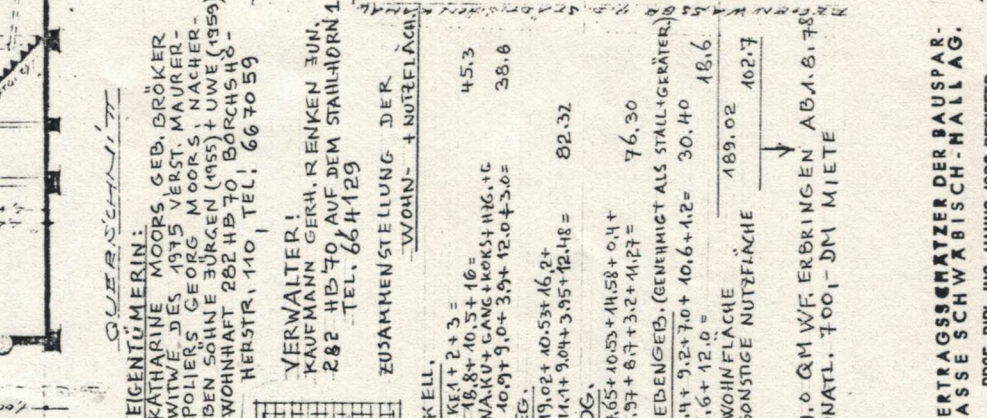 QUERSCHNITT
EIGENTÜMERIN:
KATHARINE MOORS, GEB. BRÖKER
WITWE DES 1975 VERST. MAURER-
POLIERS GEORG MOORS. NACHER-
BEN SÖHNE JÜRGEN (1955) + UWE (1959)
WOHNHAFT 282 HB 70 BORCHSHÖ-
HERSTR. 110, TEL: 667059
VERWALTER!
KAUFMANN GERH. RENKEN JUN.
282 HB 70 AUF DEM STAHLHORN 1
TEL. 664129
ZUSAMMENSTELLUNG DER
WOHN- + NUTZFLÄCH.
KELL.
KE.1 + 2 + 3 =
18,8 + 10,5 + 16 = 45.3
WA.KÜ + GANG + KOKS + HZG. + G
10.9 + 9,0 + 3,9 + 12.0 + 3.0 = 38.8
EG.
19,02 + 10.53 + 16,2 +
11.1 + 9.04 + 3.95 + 12.48 = 82.32
OG.
.65 + 10.53 + 14,58 + 0,4 +
.97 + 8.7 + 3.2 + 11.27 = 76.30
EBENGEB. (GENEHMIGT ALS STALL + GERÄTER.)
.4 + 9.2 + 7.0 + 10.6 + 1.2 = 30.40
.6 + 12.0 = 18.6
WOHNFLÄCHE 189.02
SONSTIGE NUTZFLÄCHE 102.7
.0 QM WF. ERBRINGEN AB 1.8.78
NATL. 700,- DM MIETE
ERTRAGSSCHÄTZER DER BAUSPAR-
ASSE SCHWÄBISCH-HALL AG.